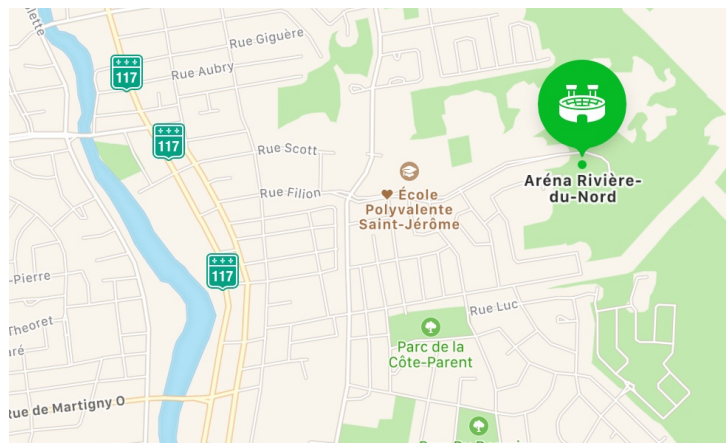 Rue Giguère
117
Rue Aubry
117
Rue Scott
Rue Filion
♥ École
Polyvalente
Saint-Jérôme
Aréna Rivière-
du-Nord
117
-Pierre
Theoret
Rue Luc
Parc de la
Côte-Parent
Rue de Martigny O